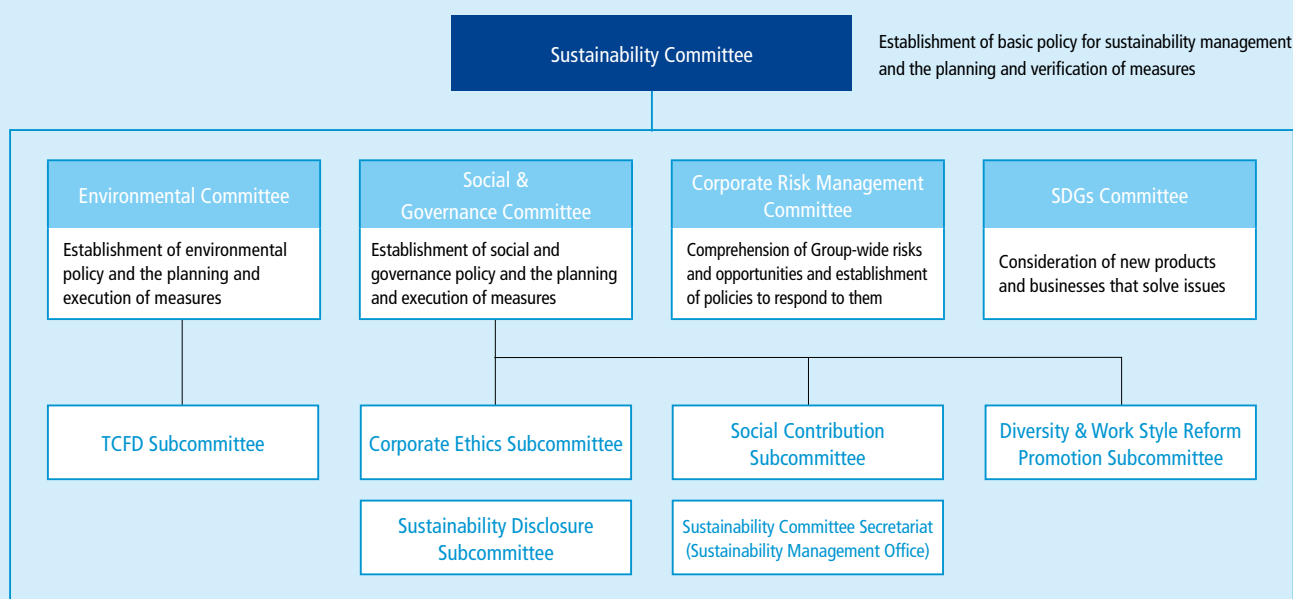 Sustainability Committee
Establishment of basic policy for sustainability management
and the planning and verification of measures
Environmental Committee
Establishment of environmental
policy and the planning and
execution of measures
Social &
Governance Committee
Establishment of social and
governance policy and the planning
and execution of measures
Corporate Risk Management
Committee
Comprehension of Group-wide risks
and opportunities and establishment
of policies to respond to them
SDGs Committee
Consideration of new products
and businesses that solve issues
TCFD Subcommittee
Corporate Ethics Subcommittee
Social Contribution
Subcommittee
Diversity & Work Style Reform
Promotion Subcommittee
Sustainability Disclosure
Subcommittee
Sustainability Committee Secretariat
(Sustainability Management Office)